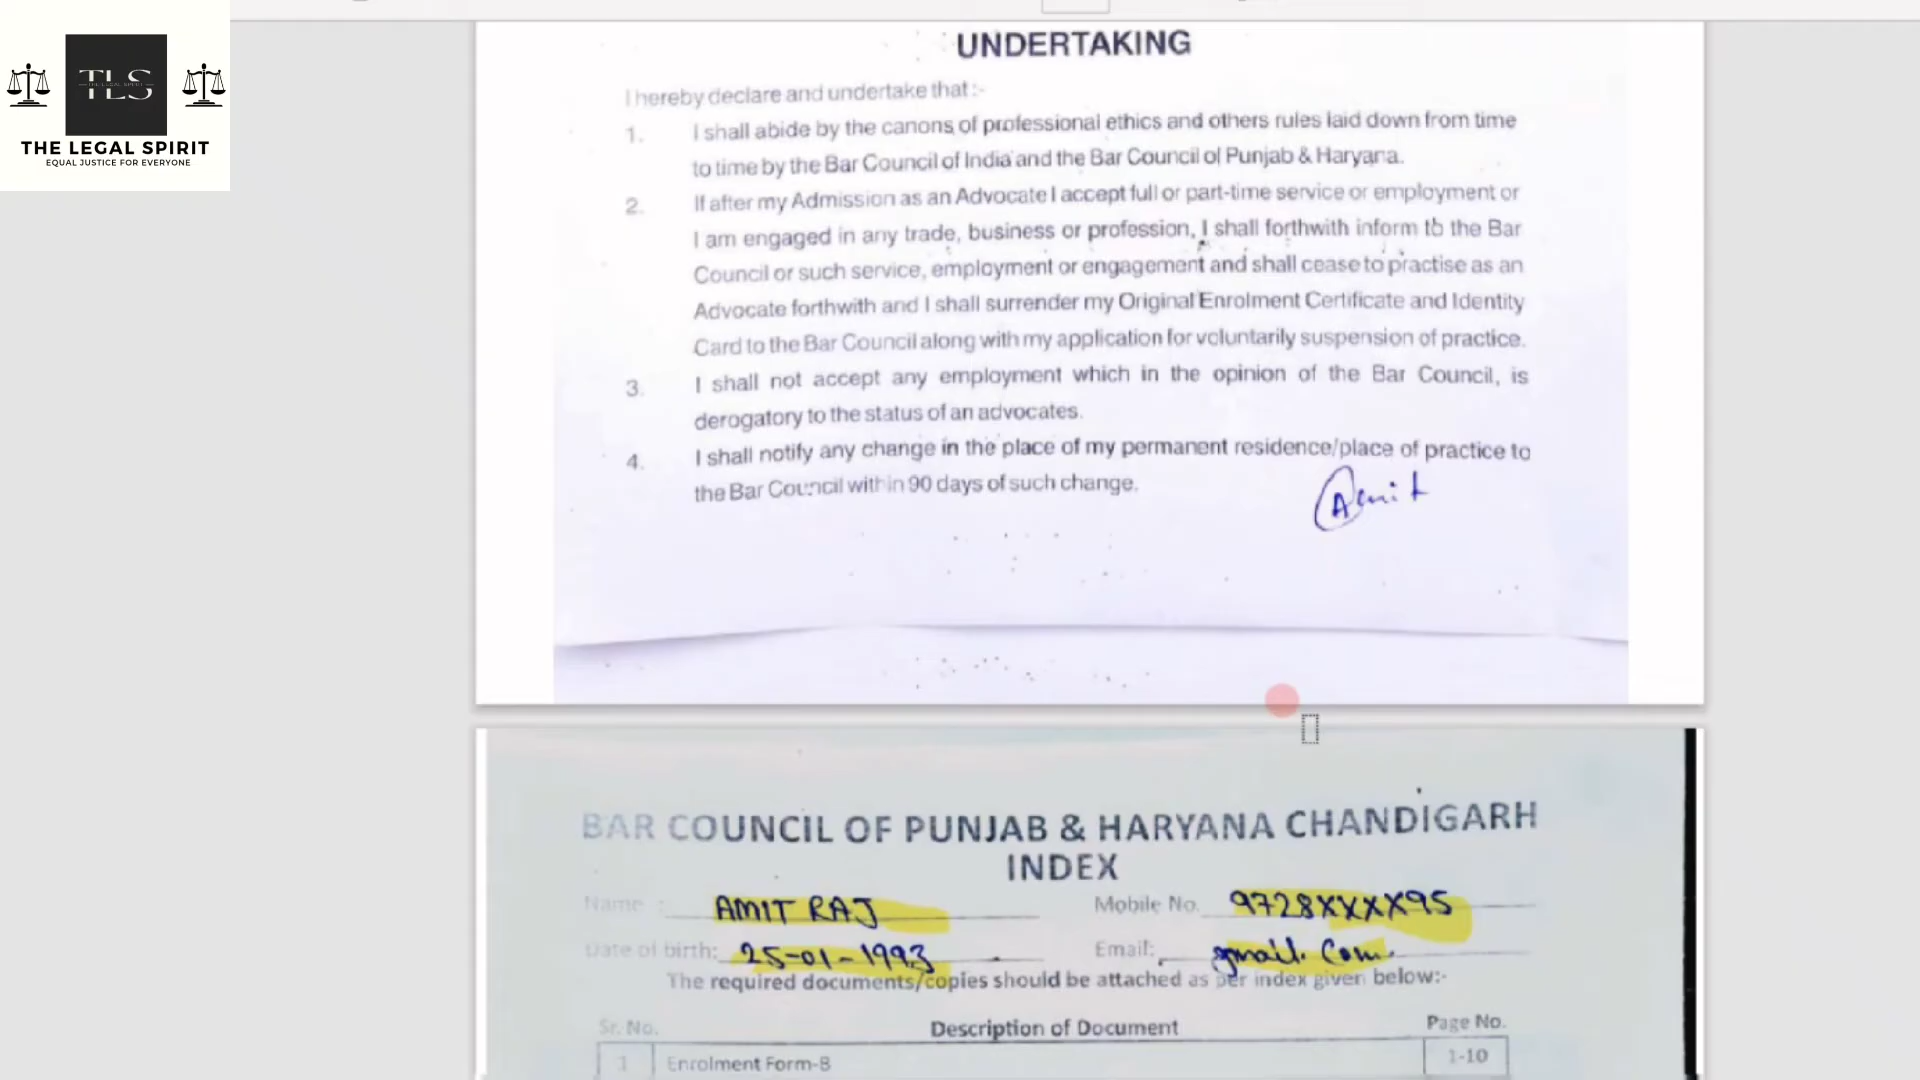 TLS
THE LEGAL SPIRIT
THE LEGAL SPIRIT
EQUAL JUSTICE FOR EVERYONE
UNDERTAKING
I hereby declare and undertake that :-
1. I shall abide by the canons of professional ethics and others rules laid down from time
to time by the Bar Council of India and the Bar Council of Punjab & Haryana.
2. If after my Admission as an Advocate I accept full or part-time service or employment or
I am engaged in any trade, business or profession, I shall forthwith inform to the Bar
Council or such service, employment or engagement and shall cease to practise as an
Advocate forthwith and I shall surrender my Original Enrolment Certificate and Identity
Card to the Bar Council along with my application for voluntarily suspension of practice.
3. I shall not accept any employment which in the opinion of the Bar Council, is
derogatory to the status of an advocates.
4. I shall notify any change in the place of my permanent residence/place of practice to
the Bar Council within 90 days of such change.
Amit
BAR COUNCIL OF PUNJAB & HARYANA CHANDIGARH
INDEX
Name : AMIT RAJ Mobile No. 9728XXXX95
Date of birth: 25-01-1993 Email: gmail.com.
The required documents/copies should be attached as per index given below:-
Sr. No. Description of Document Page No.
1 Enrolment Form-B 1-10